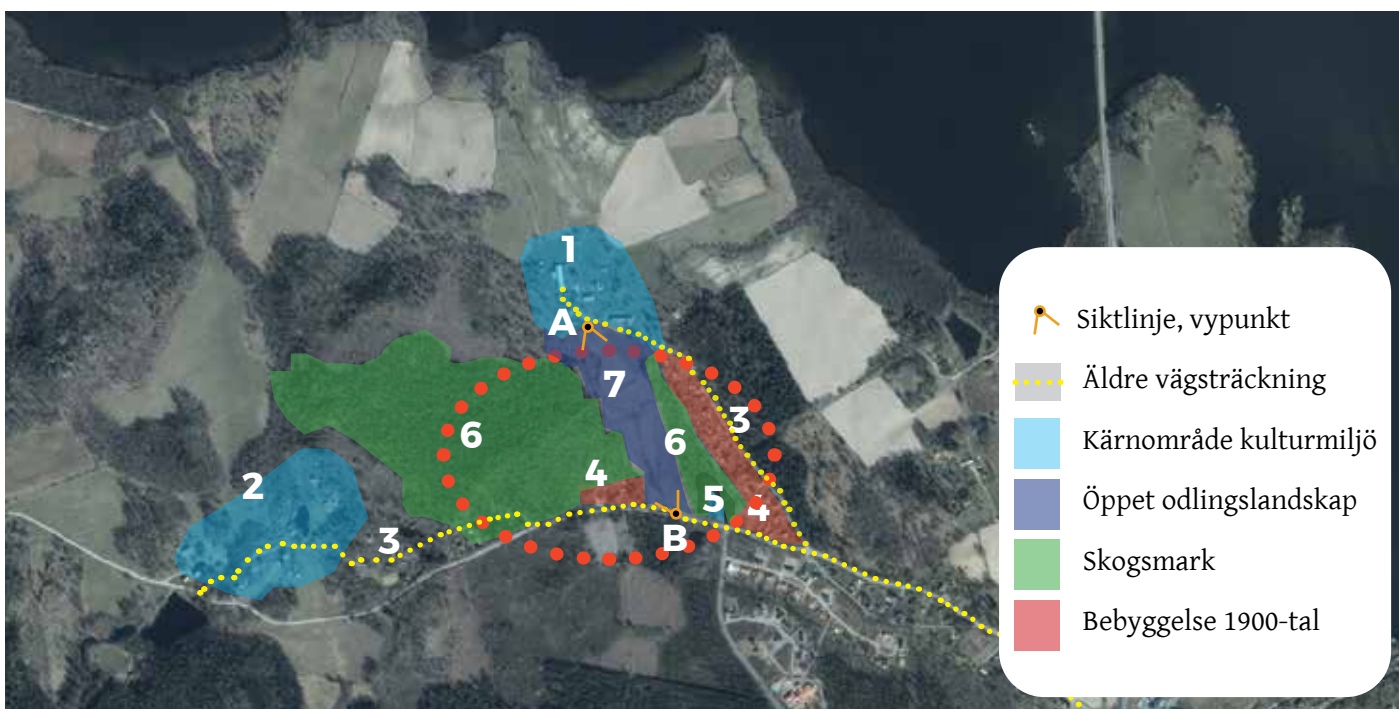 1
A
7
3
6
6
4
2
5
4
B
3
Siktlinje, vypunkt
Äldre vägsträckning
Kärnområde kulturmiljö
Öppet odlingslandskap
Skogsmark
Bebyggelse 1900-tal